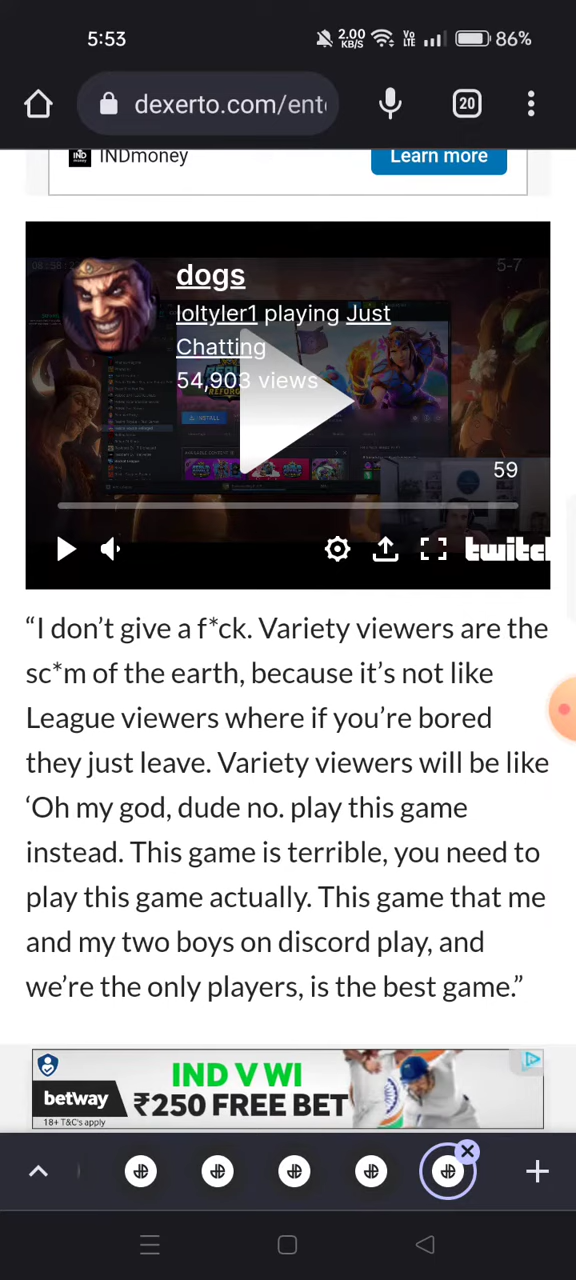 5:53
2.00
KB/S
Vo
LTE
86%
dexerto.com/ent
20
INDmoney
Learn more
5-7
dogs
loltyler1 playing Just
Chatting
54,903 views
INSTALL
59
twitch
“I don’t give a f*ck. Variety viewers are the
sc*m of the earth, because it’s not like
League viewers where if you’re bored
they just leave. Variety viewers will be like
‘Oh my god, dude no. play this game
instead. This game is terrible, you need to
play this game actually. This game that me
and my two boys on discord play, and
we’re the only players, is the best game.”
IND V WI
betway
₹250 FREE BET
18+ T&C's apply